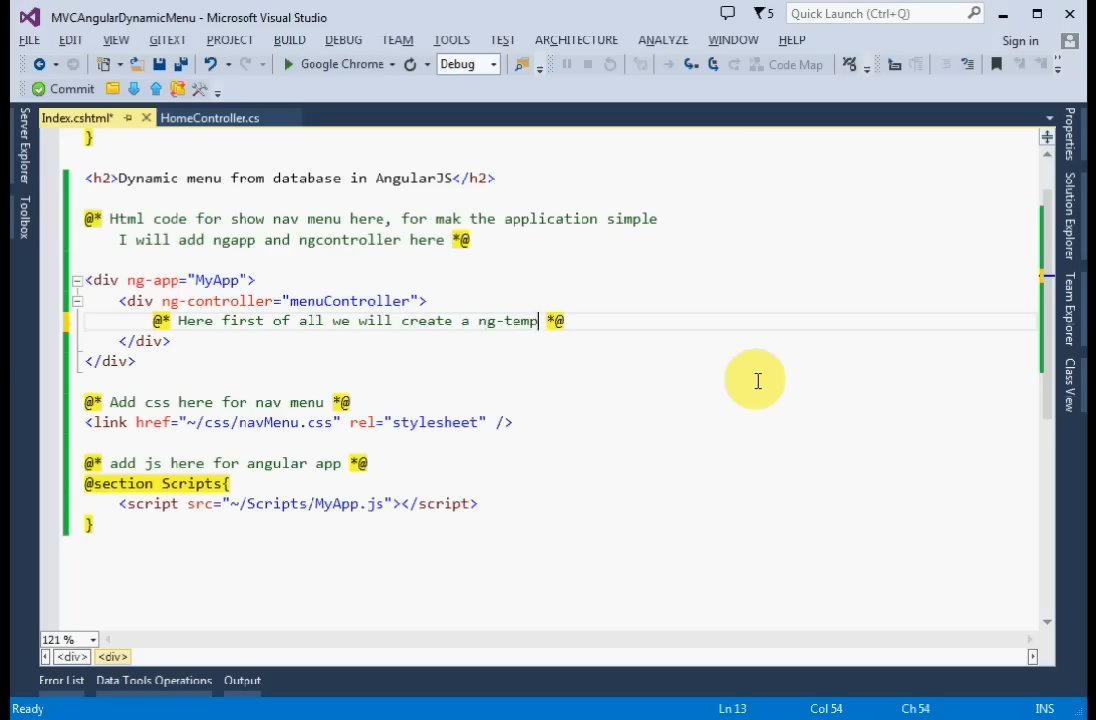 MVCAngularDynamicMenu - Microsoft Visual Studio
5
Quick Launch (Ctrl+Q)
FILE EDIT VIEW GITEXT PROJECT BUILD DEBUG TEAM TOOLS TEST ARCHITECTURE ANALYZE WINDOW HELP Sign in
Google Chrome Debug Code Map
Commit
Index.cshtml* HomeController.cs
}
<h2>Dynamic menu from database in AngularJS</h2>
@* Html code for show nav menu here, for mak the application simple
I will add ngapp and ngcontroller here *@
<div ng-app="MyApp">
<div ng-controller="menuController">
@* Here first of all we will create a ng-temp *@
</div>
</div>
@* Add css here for nav menu *@
<link href="~/css/navMenu.css" rel="stylesheet" />
@* add js here for angular app *@
@section Scripts{
<script src="~/Scripts/MyApp.js"></script>
}
Server Explorer
Toolbox
Properties
Solution Explorer
Team Explorer
Class View
121 %
<div> <div>
Error List Data Tools Operations Output
Ready Ln 13 Col 54 Ch 54 INS